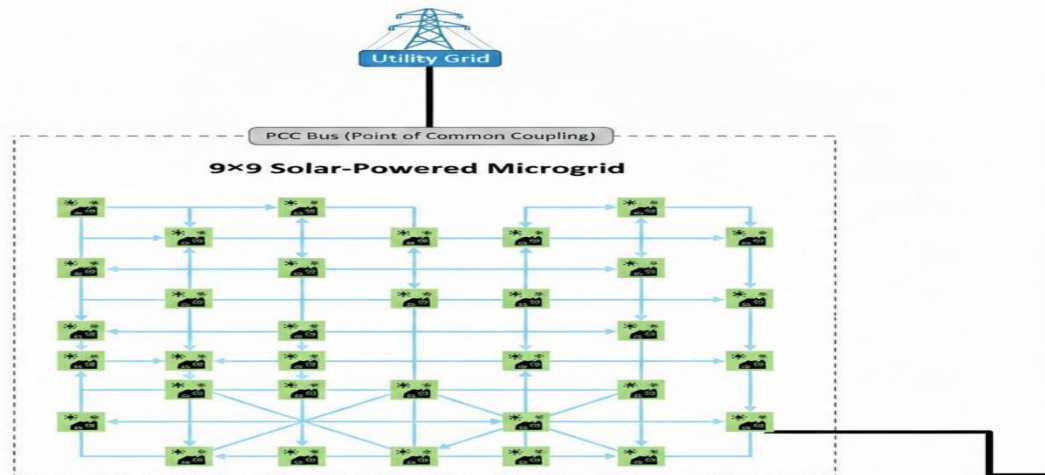 Utility Grid
PCC Bus (Point of Common Coupling)
9×9 Solar-Powered Microgrid